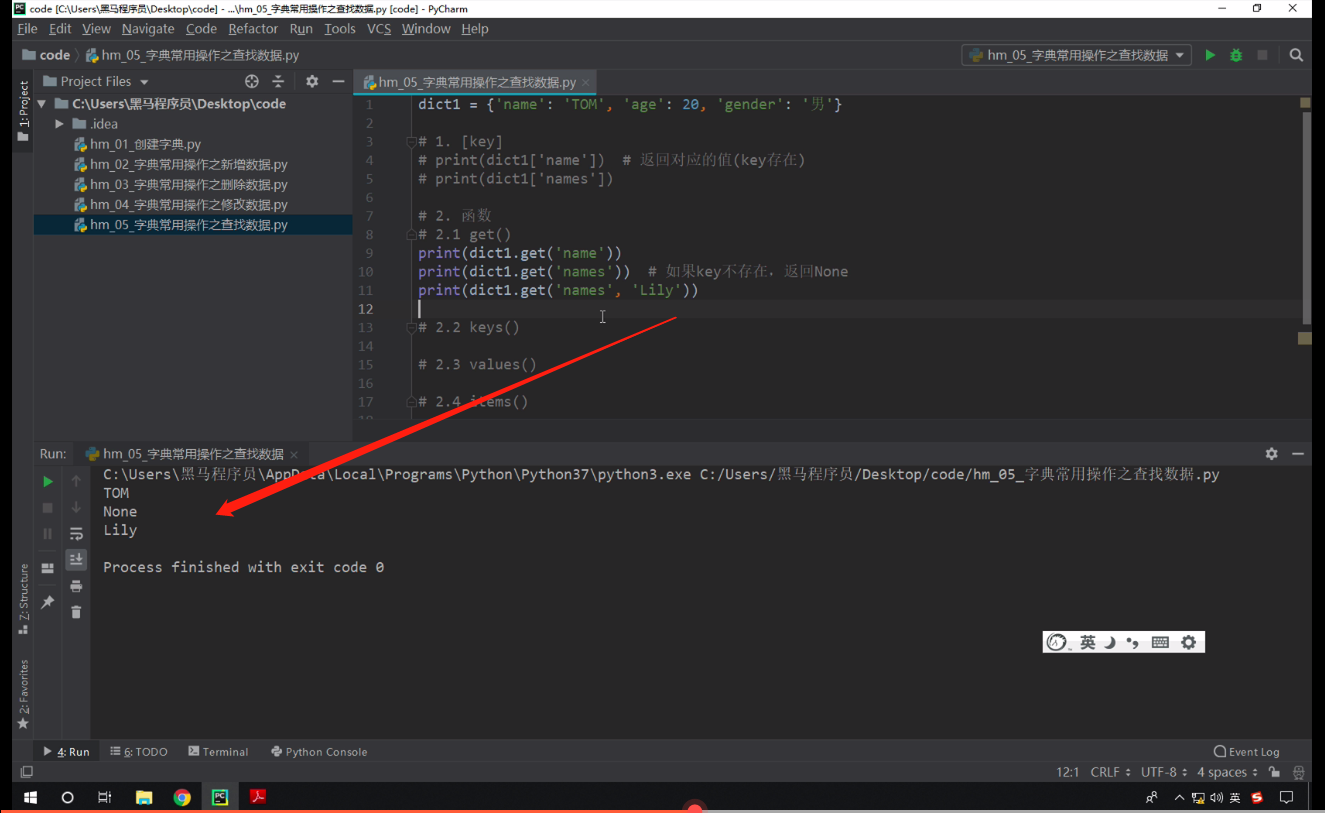 code [C:\Users\黑马程序员\Desktop\code] - ...\hm_05_字典常用操作之查找数据.py [code] - PyCharm
File Edit View Navigate Code Refactor Run Tools VCS Window Help
code hm_05_字典常用操作之查找数据.py
hm_05_字典常用操作之查找数据
1: Project
Project Files
C:\Users\黑马程序员\Desktop\code
.idea
hm_01_创建字典.py
hm_02_字典常用操作之新增数据.py
hm_03_字典常用操作之删除数据.py
hm_04_字典常用操作之修改数据.py
hm_05_字典常用操作之查找数据.py
hm_05_字典常用操作之查找数据.py
1 dict1 = {'name': 'TOM', 'age': 20, 'gender': '男'}
2
3 # 1. [key]
4 # print(dict1['name']) # 返回对应的值(key存在)
5 # print(dict1['names'])
6
7 # 2. 函数
8 # 2.1 get()
9 print(dict1.get('name'))
10 print(dict1.get('names')) # 如果key不存在. 返回None
11 print(dict1.get('names', 'Lily'))
12
13 # 2.2 keys()
14
15 # 2.3 values()
16
17 # 2.4 items()
Run: hm_05_字典常用操作之查找数据
C:\Users\黑马程序员\AppData\Local\Programs\Python\Python37\python3.exe C:/Users/黑马程序员/Desktop/code/hm_05_字典常用操作之查找数据.py
TOM
None
Lily
Process finished with exit code 0
Z: Structure
2: Favorites
英
4: Run 6: TODO Terminal Python Console Event Log
12:1 CRLF UTF-8 4 spaces
英